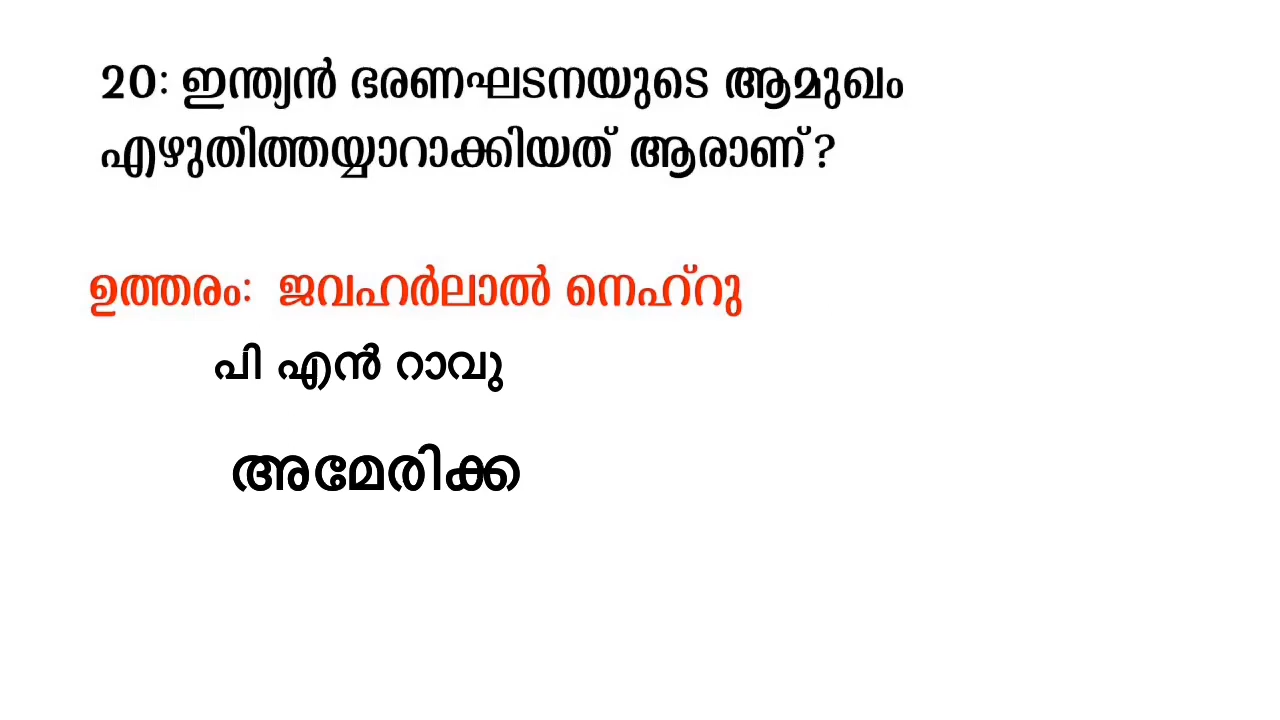 20: ഇന്ത്യൻ ഭരണഘടനയുടെ ആമുഖം
എഴുതിത്തയ്യാറാക്കിയത് ആരാണ്?
ഉത്തരം: ജവഹർലാൽ നെഹ്റു
പി എൻ റാവു
അമേരിക്ക